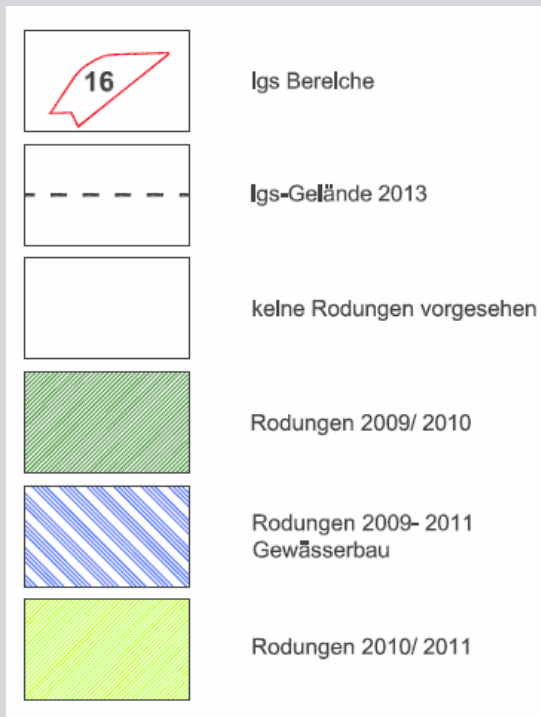 16
Igs Bereiche
Igs-Gelände 2013
keine Rodungen vorgesehen
Rodungen 2009/ 2010
Rodungen 2009- 2011
Gewässerbau
Rodungen 2010/ 2011